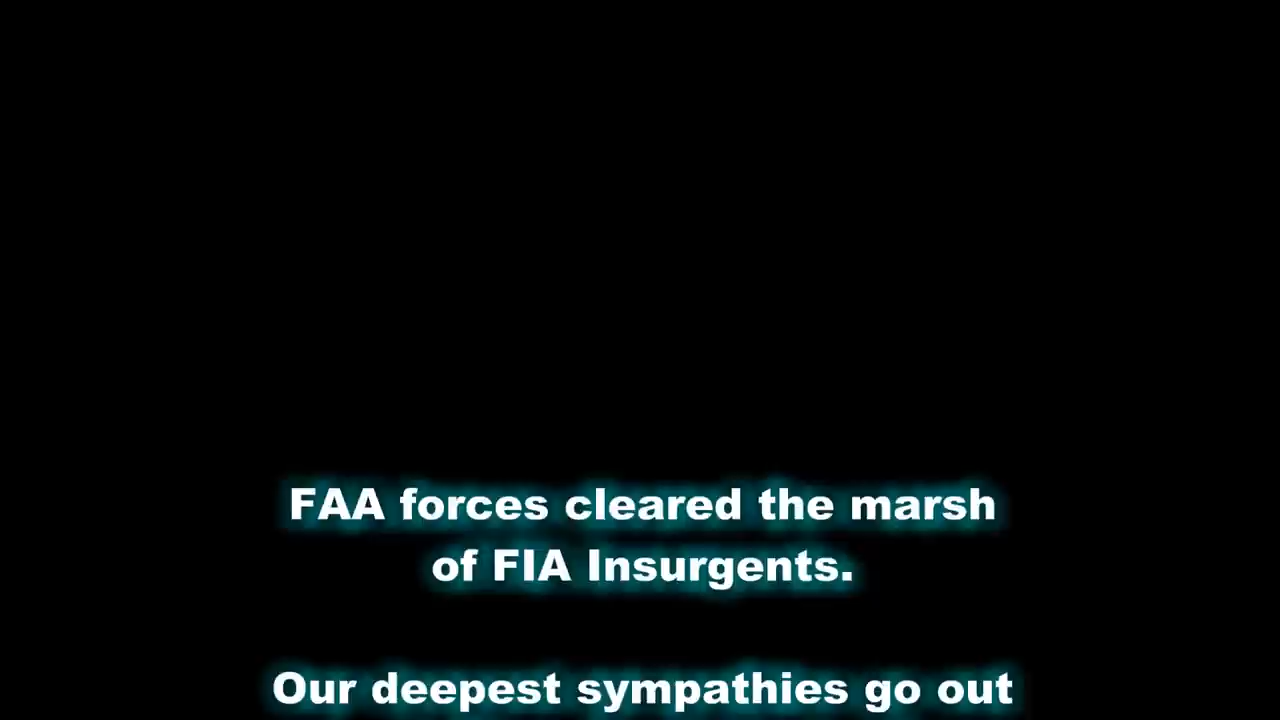 FAA forces cleared the marsh
of FIA Insurgents.
Our deepest sympathies go out